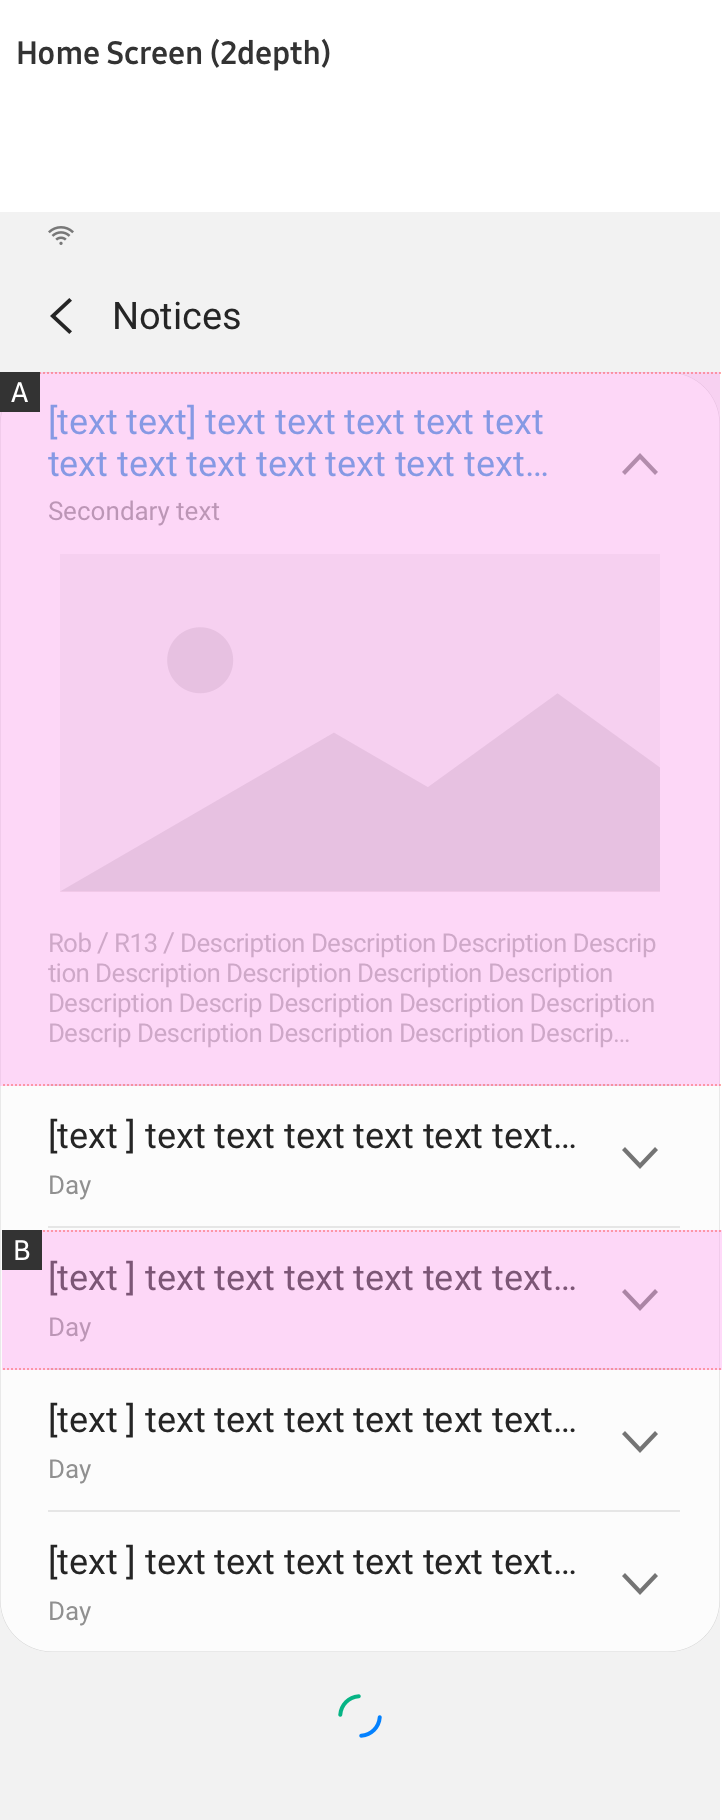 Home Screen (2depth)
Notices
A
[text text] text text text text text
text text text text text text text...
Secondary text
Rob / R13 / Description Description Description Descrip
tion Description Description Description Description
Description Descrip Description Description Description
Descrip Description Description Description Descrip...
[text ] text text text text text text...
Day
B
[text ] text text text text text text...
Day
[text ] text text text text text text...
Day
[text ] text text text text text text...
Day